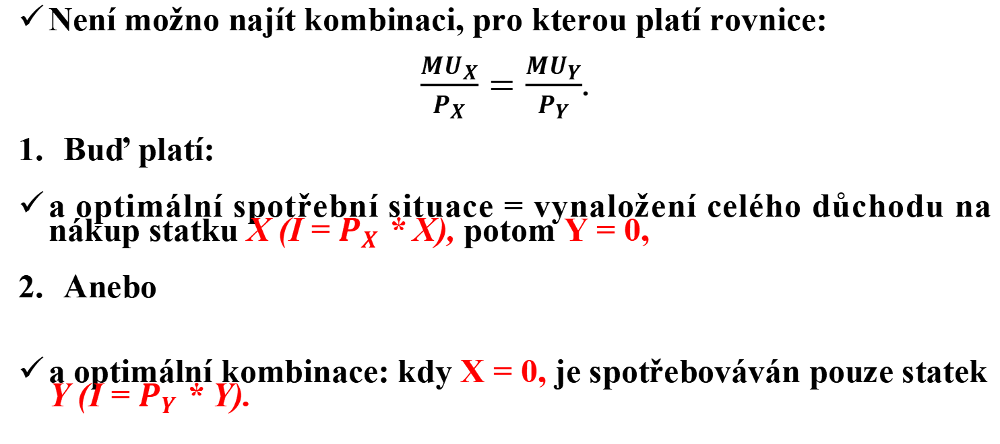 ✓ Není možno najít kombinaci, pro kterou platí rovnice:
MU_X / P_X = MU_Y / P_Y.
1. Buď platí:
✓ a optimální spotřební situace = vynaložení celého důchodu na
nákup statku X (I = P_X * X), potom Y = 0,
2. Anebo
✓ a optimální kombinace: kdy X = 0, je spotřebováván pouze statek
Y (I = P_Y * Y).